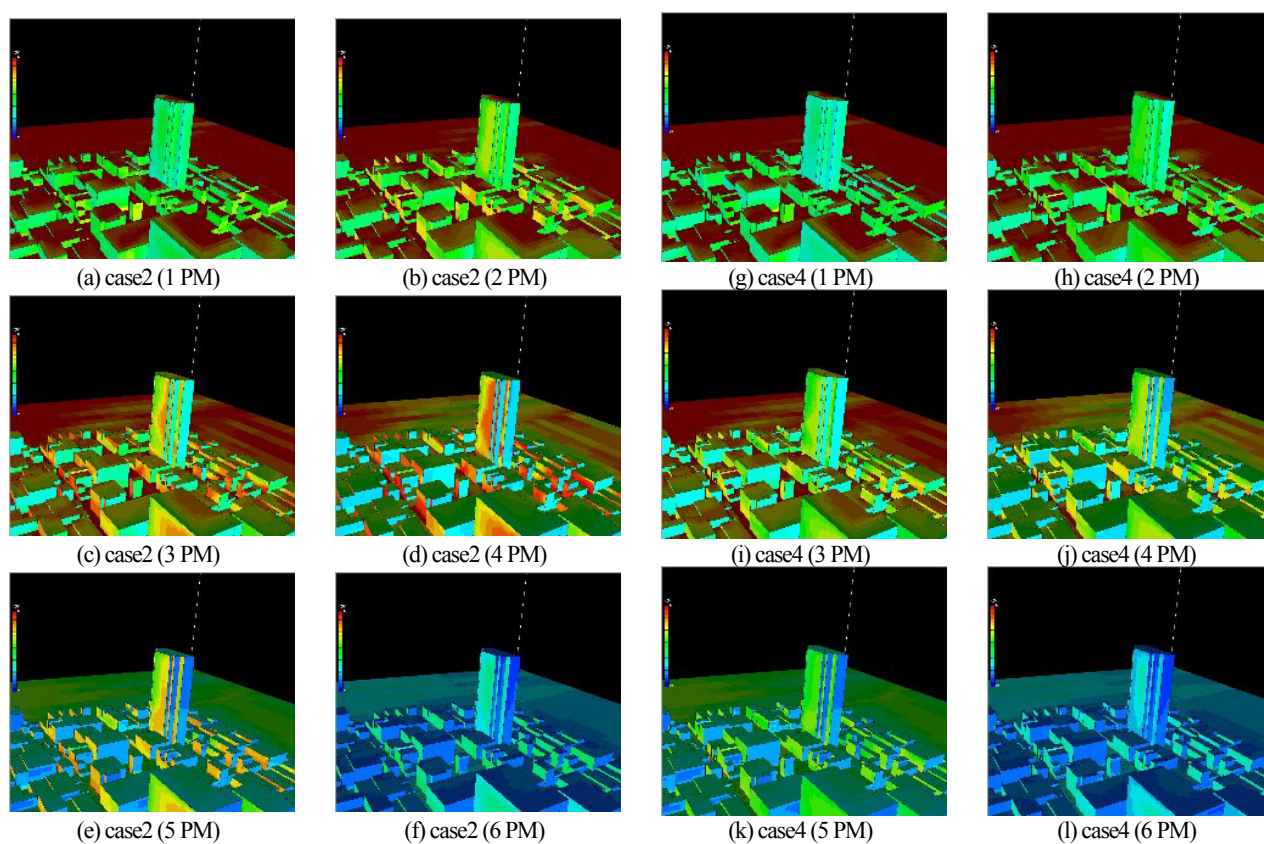 (a) case2 (1 PM)
(b) case2 (2 PM)
(g) case4 (1 PM)
(h) case4 (2 PM)
(c) case2 (3 PM)
(d) case2 (4 PM)
(i) case4 (3 PM)
(j) case4 (4 PM)
(e) case2 (5 PM)
(f) case2 (6 PM)
(k) case4 (5 PM)
(l) case4 (6 PM)